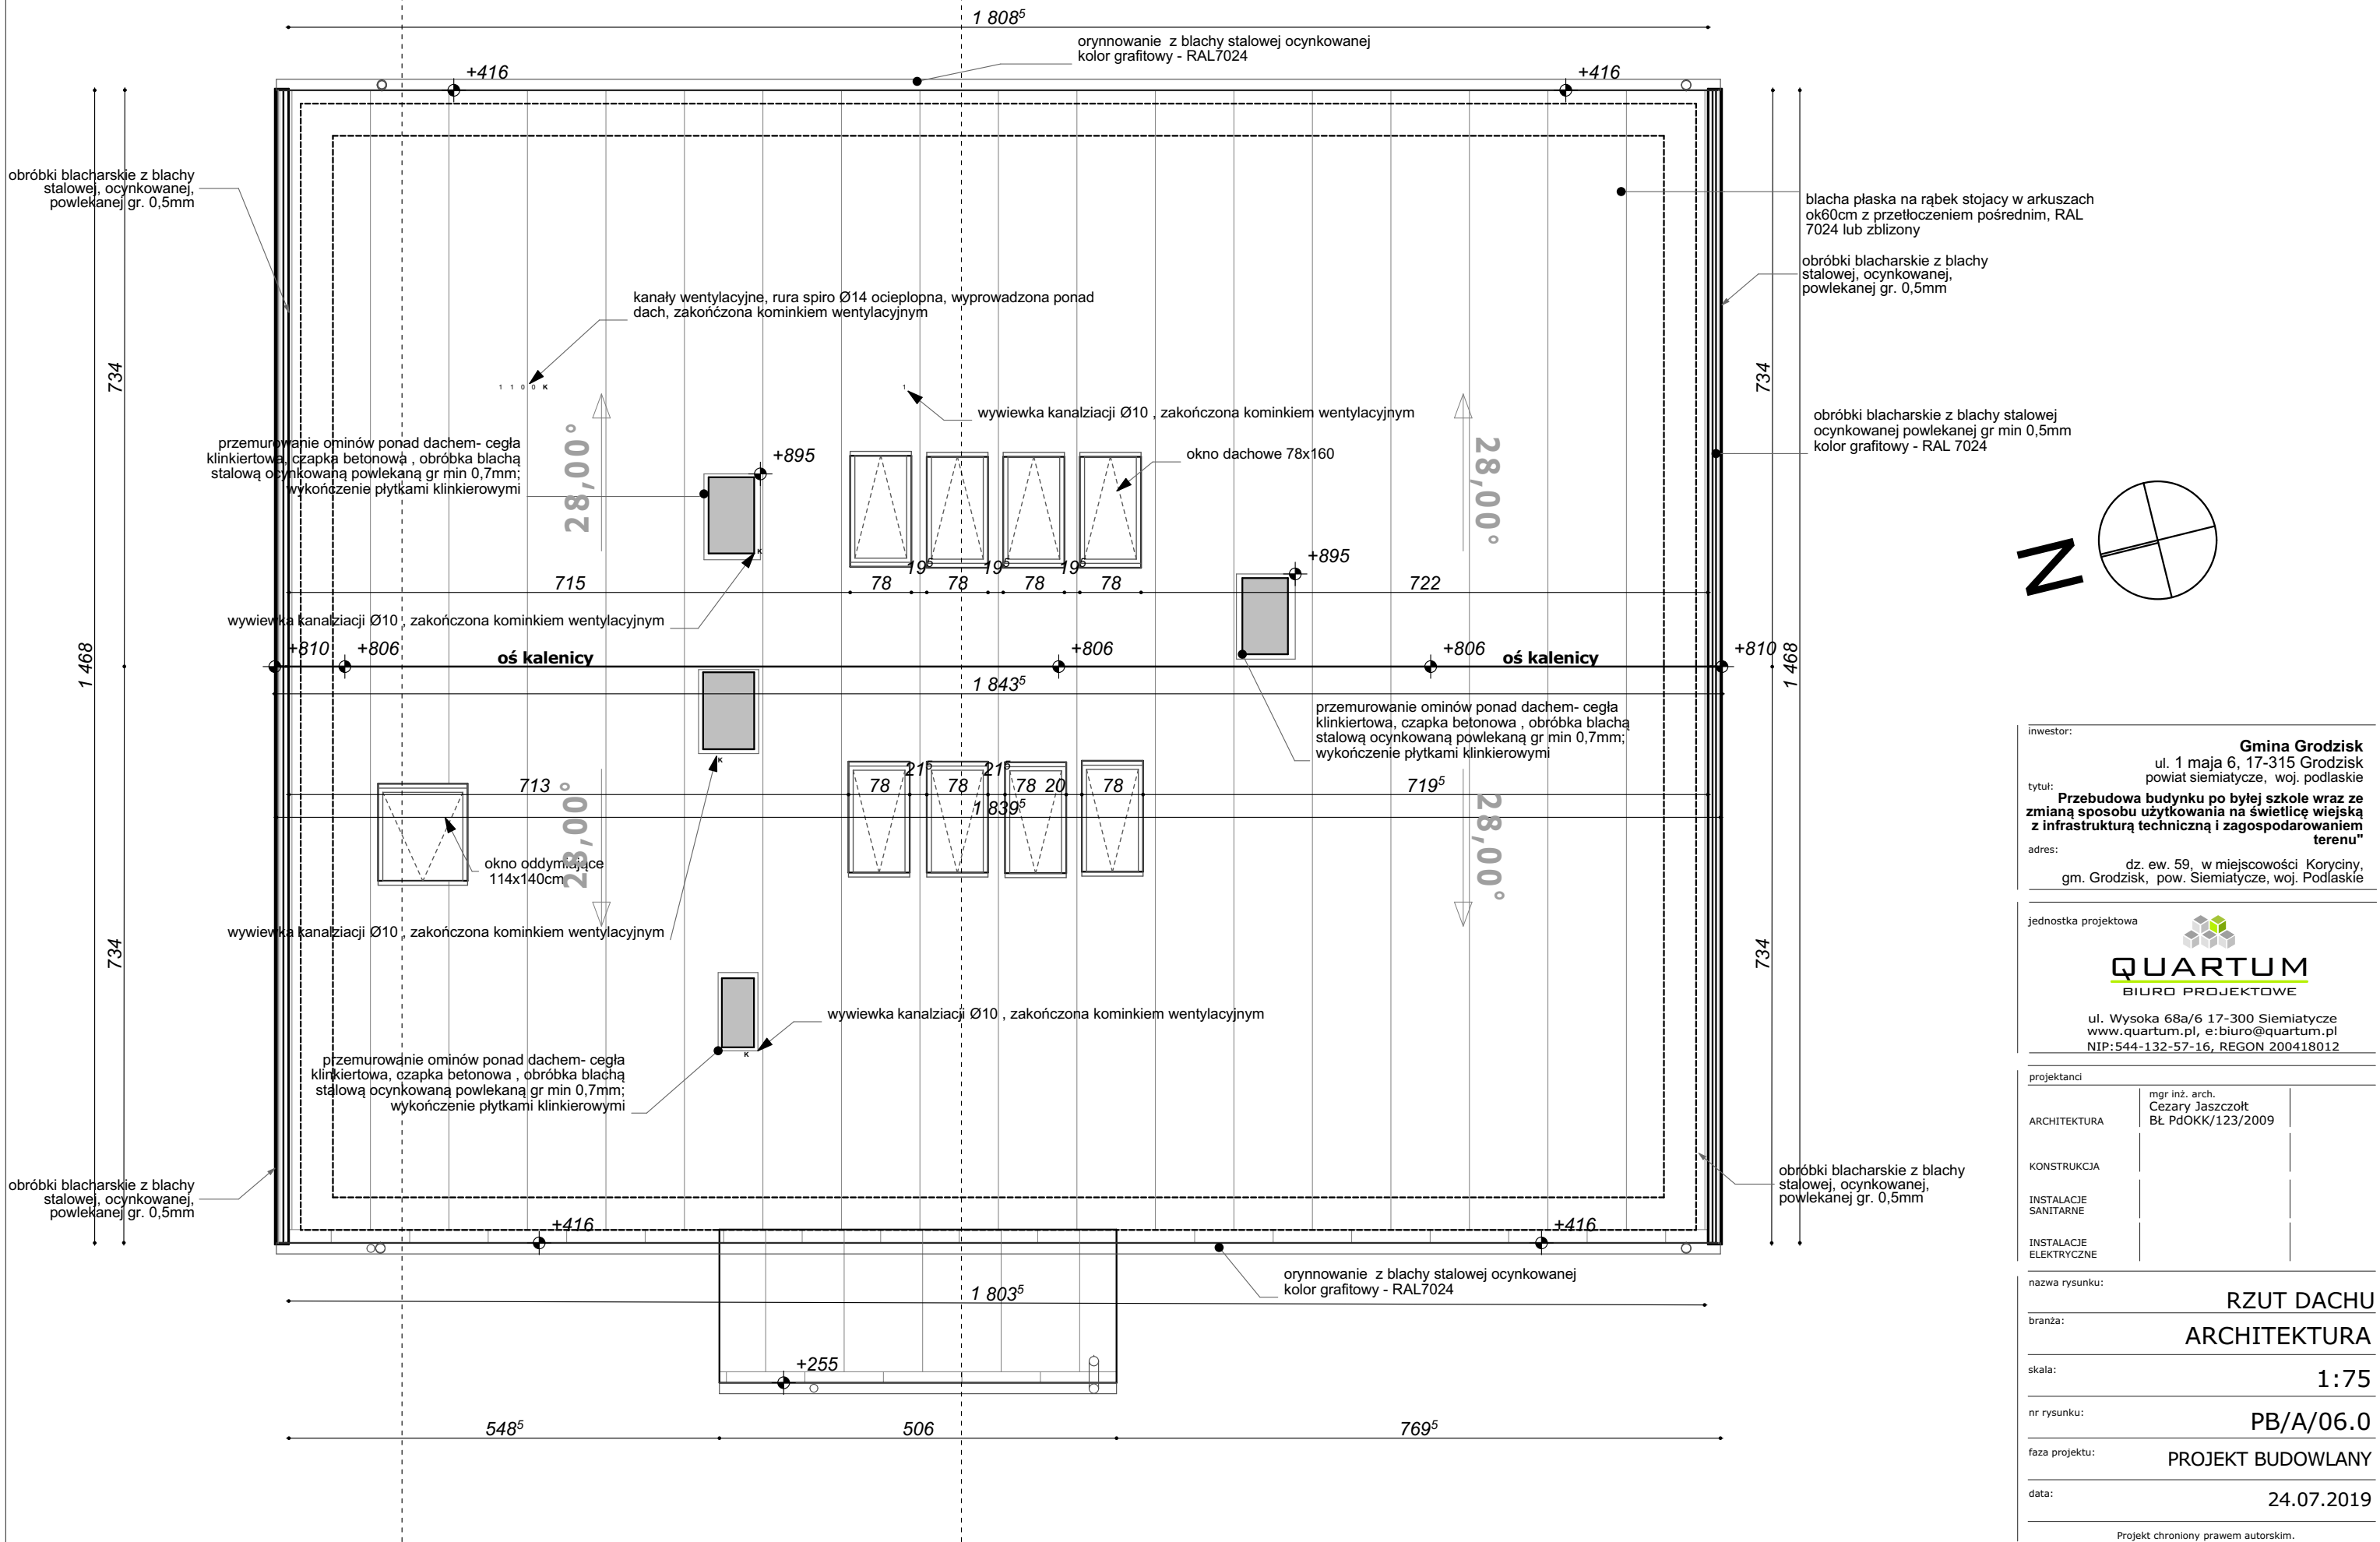 1 808⁵
orynnowanie z blachy stalowej ocynkowanej
kolor grafitowy - RAL7024
+416
+416
obróbki blacharskie z blachy
stalowej, ocynkowanej,
powlekanej gr. 0,5mm
blacha płaska na rąbek stojacy w arkuszach
ok60cm z przetłoczeniem pośrednim, RAL
7024 lub zblizony
obróbki blacharskie z blachy
stalowej, ocynkowanej,
powlekanej gr. 0,5mm
kanały wentylacyjne, rura spiro Ø14 ocieplopna, wyprowadzona ponad
dach, zakończona kominkiem wentylacyjnym
734
734
1 1 0 0 K
1
wywiewka kanalziacji Ø10 , zakończona kominkiem wentylacyjnym
obróbki blacharskie z blachy stalowej
ocynkowanej powlekanej gr min 0,5mm
kolor grafitowy - RAL 7024
przemurowanie ominów ponad dachem- cegła
klinkiertowa, czapka betonowa , obróbka blachą
stalową ocynkowaną powlekaną gr min 0,7mm;
wykończenie płytkami klinkierowymi
28,00°
+895
okno dachowe 78x160
28,00°
K
+895
N
715
78
19⁵
78
19⁵
78
19⁵
78
722
wywiewka kanalziacji Ø10 , zakończona kominkiem wentylacyjnym
1 468
+810
+806
oś kalenicy
+806
+806
oś kalenicy
+810
1 468
1 843⁵
przemurowanie ominów ponad dachem- cegła
klinkiertowa, czapka betonowa , obróbka blachą
stalową ocynkowaną powlekaną gr min 0,7mm;
wykończenie płytkami klinkierowymi
K
713
78
21⁵
78
21⁵
78
20
78
719⁵
1 839⁵
28,00°
28,00°
okno oddymiające
114x140cm
wywiewka kanalziacji Ø10 , zakończona kominkiem wentylacyjnym
734
734
wywiewka kanalziacji Ø10 , zakończona kominkiem wentylacyjnym
K
przemurowanie ominów ponad dachem- cegła
klinkiertowa, czapka betonowa , obróbka blachą
stalową ocynkowaną powlekaną gr min 0,7mm;
wykończenie płytkami klinkierowymi
obróbki blacharskie z blachy
stalowej, ocynkowanej,
powlekanej gr. 0,5mm
obróbki blacharskie z blachy
stalowej, ocynkowanej,
powlekanej gr. 0,5mm
+416
+416
orynnowanie z blachy stalowej ocynkowanej
kolor grafitowy - RAL7024
1 803⁵
+255
548⁵
506
769⁵
inwestor:
Gmina Grodzisk
ul. 1 maja 6, 17-315 Grodzisk
powiat siemiatycze, woj. podlaskie
tytuł:
Przebudowa budynku po byłej szkole wraz ze
zmianą sposobu użytkowania na świetlicę wiejską
z infrastrukturą techniczną i zagospodarowaniem
terenu"
adres:
dz. ew. 59, w miejscowości Koryciny,
gm. Grodzisk, pow. Siemiatycze, woj. Podlaskie
jednostka projektowa
QUARTUM
BIURO PROJEKTOWE
ul. Wysoka 68a/6 17-300 Siemiatycze
www.quartum.pl, e:biuro@quartum.pl
NIP:544-132-57-16, REGON 200418012
projektanci
ARCHITEKTURA
mgr inż. arch.
Cezary Jaszczołt
BŁ PdOKK/123/2009
KONSTRUKCJA
INSTALACJE
SANITARNE
INSTALACJE
ELEKTRYCZNE
nazwa rysunku:
RZUT DACHU
branża:
ARCHITEKTURA
skala:
1:75
nr rysunku:
PB/A/06.0
faza projektu:
PROJEKT BUDOWLANY
data:
24.07.2019
Projekt chroniony prawem autorskim.